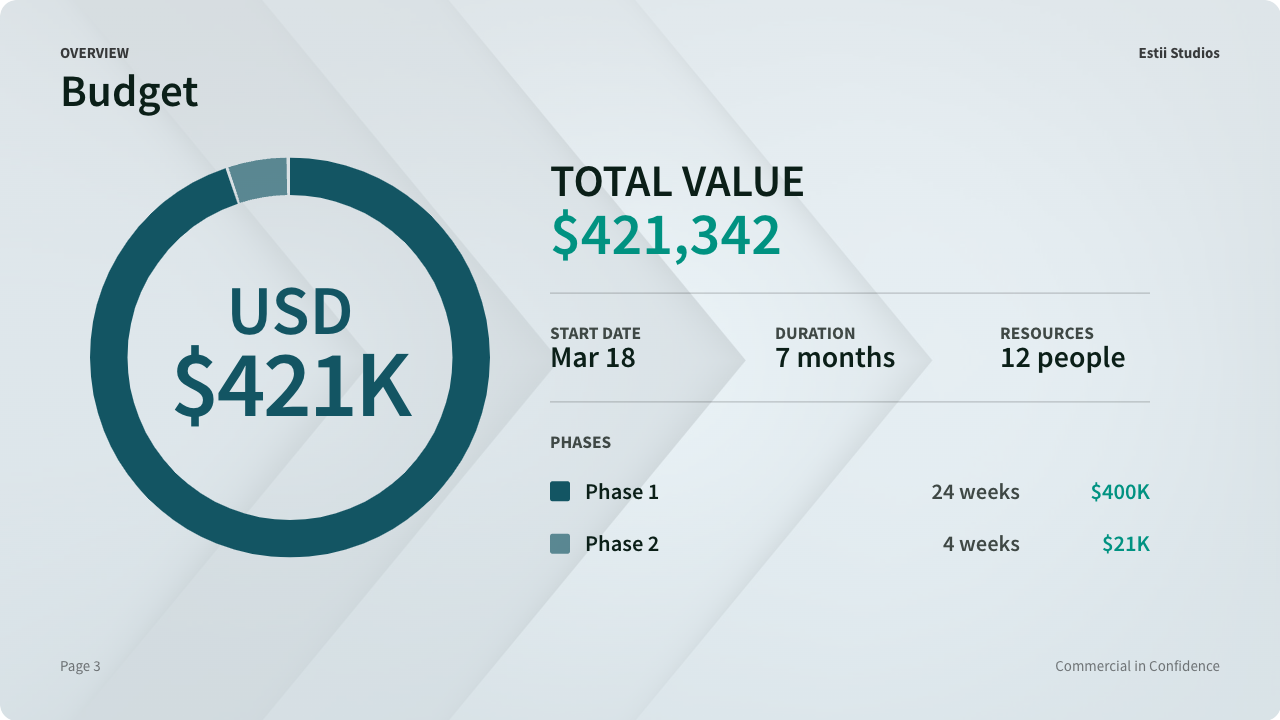 OVERVIEW
Estii Studios
Budget
USD
$421K
TOTAL VALUE
$421,342
START DATE
Mar 18
DURATION
7 months
RESOURCES
12 people
PHASES
Phase 1 24 weeks $400K
Phase 2 4 weeks $21K
Page 3
Commercial in Confidence